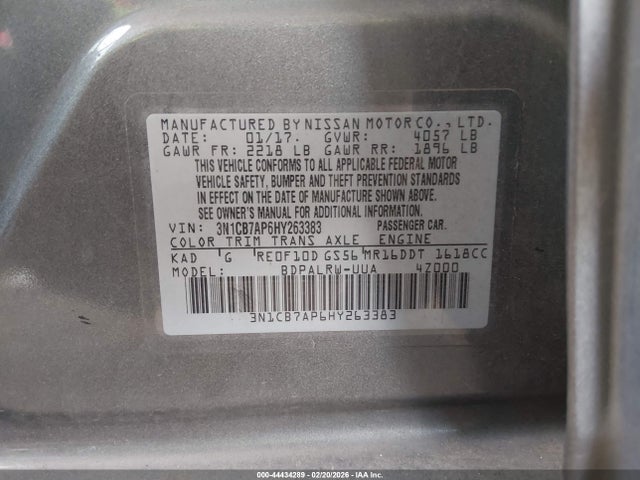 MANUFACTURED BY NISSAN MOTOR CO., LTD.
DATE: 01/17. GVWR: 4057 LB
GAWR FR: 2218 LB GAWR RR: 1896 LB
THIS VEHICLE CONFORMS TO ALL APPLICABLE FEDERAL MOTOR
VEHICLE SAFETY, BUMPER AND THEFT PREVENTION STANDARDS
IN EFFECT ON THE DATE OF MANUFACTURE SHOWN ABOVE.
SEE OWNER'S MANUAL FOR ADDITIONAL INFORMATION.
VIN: 3N1CB7AP6HY263383 PASSENGER CAR.
COLOR TRIM TRANS AXLE ENGINE
KAD G RE0F10D GS56 MR16DDT 1618CC
MODEL: BDPALRW-UUA 4Z000
3N1CB7AP6HY263383
000-44434289 - 02/20/2026 - IAA Inc.